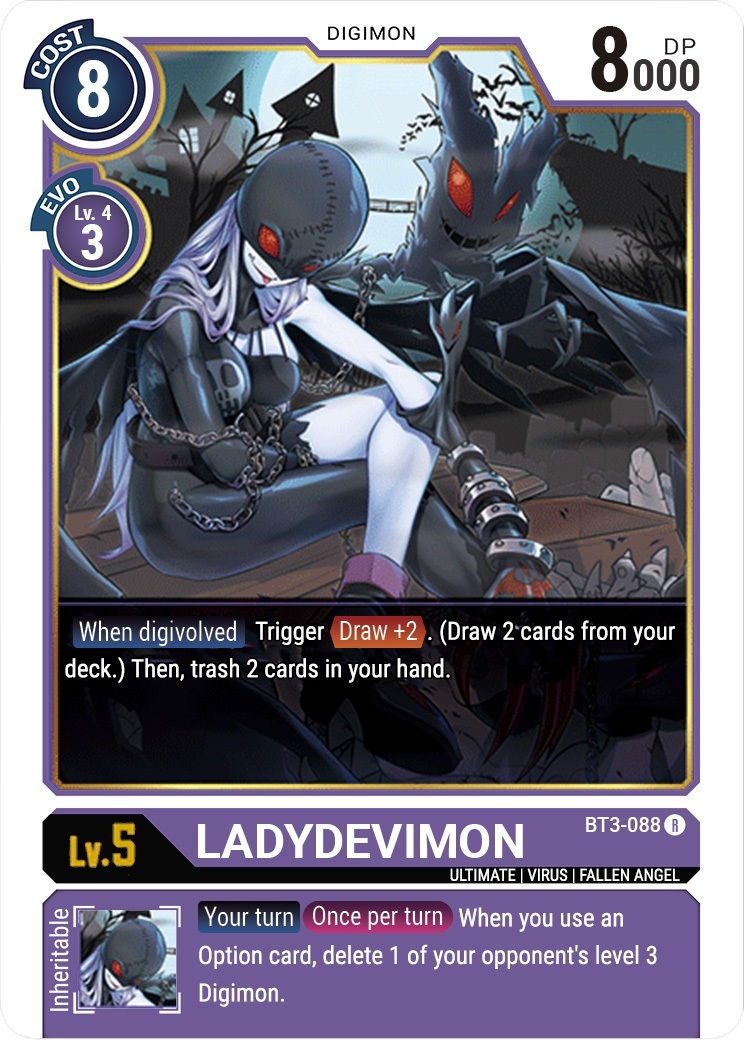 DIGIMON
COST
8
DP
8000
EVO
Lv. 4
3
When digivolved Trigger Draw +2. (Draw 2 cards from your
deck.) Then, trash 2 cards in your hand.
BT3-088 R
Lv.5 LADYDEVIMON
ULTIMATE | VIRUS | FALLEN ANGEL
Inheritable
Your turn Once per turn When you use an
Option card, delete 1 of your opponent's level 3
Digimon.